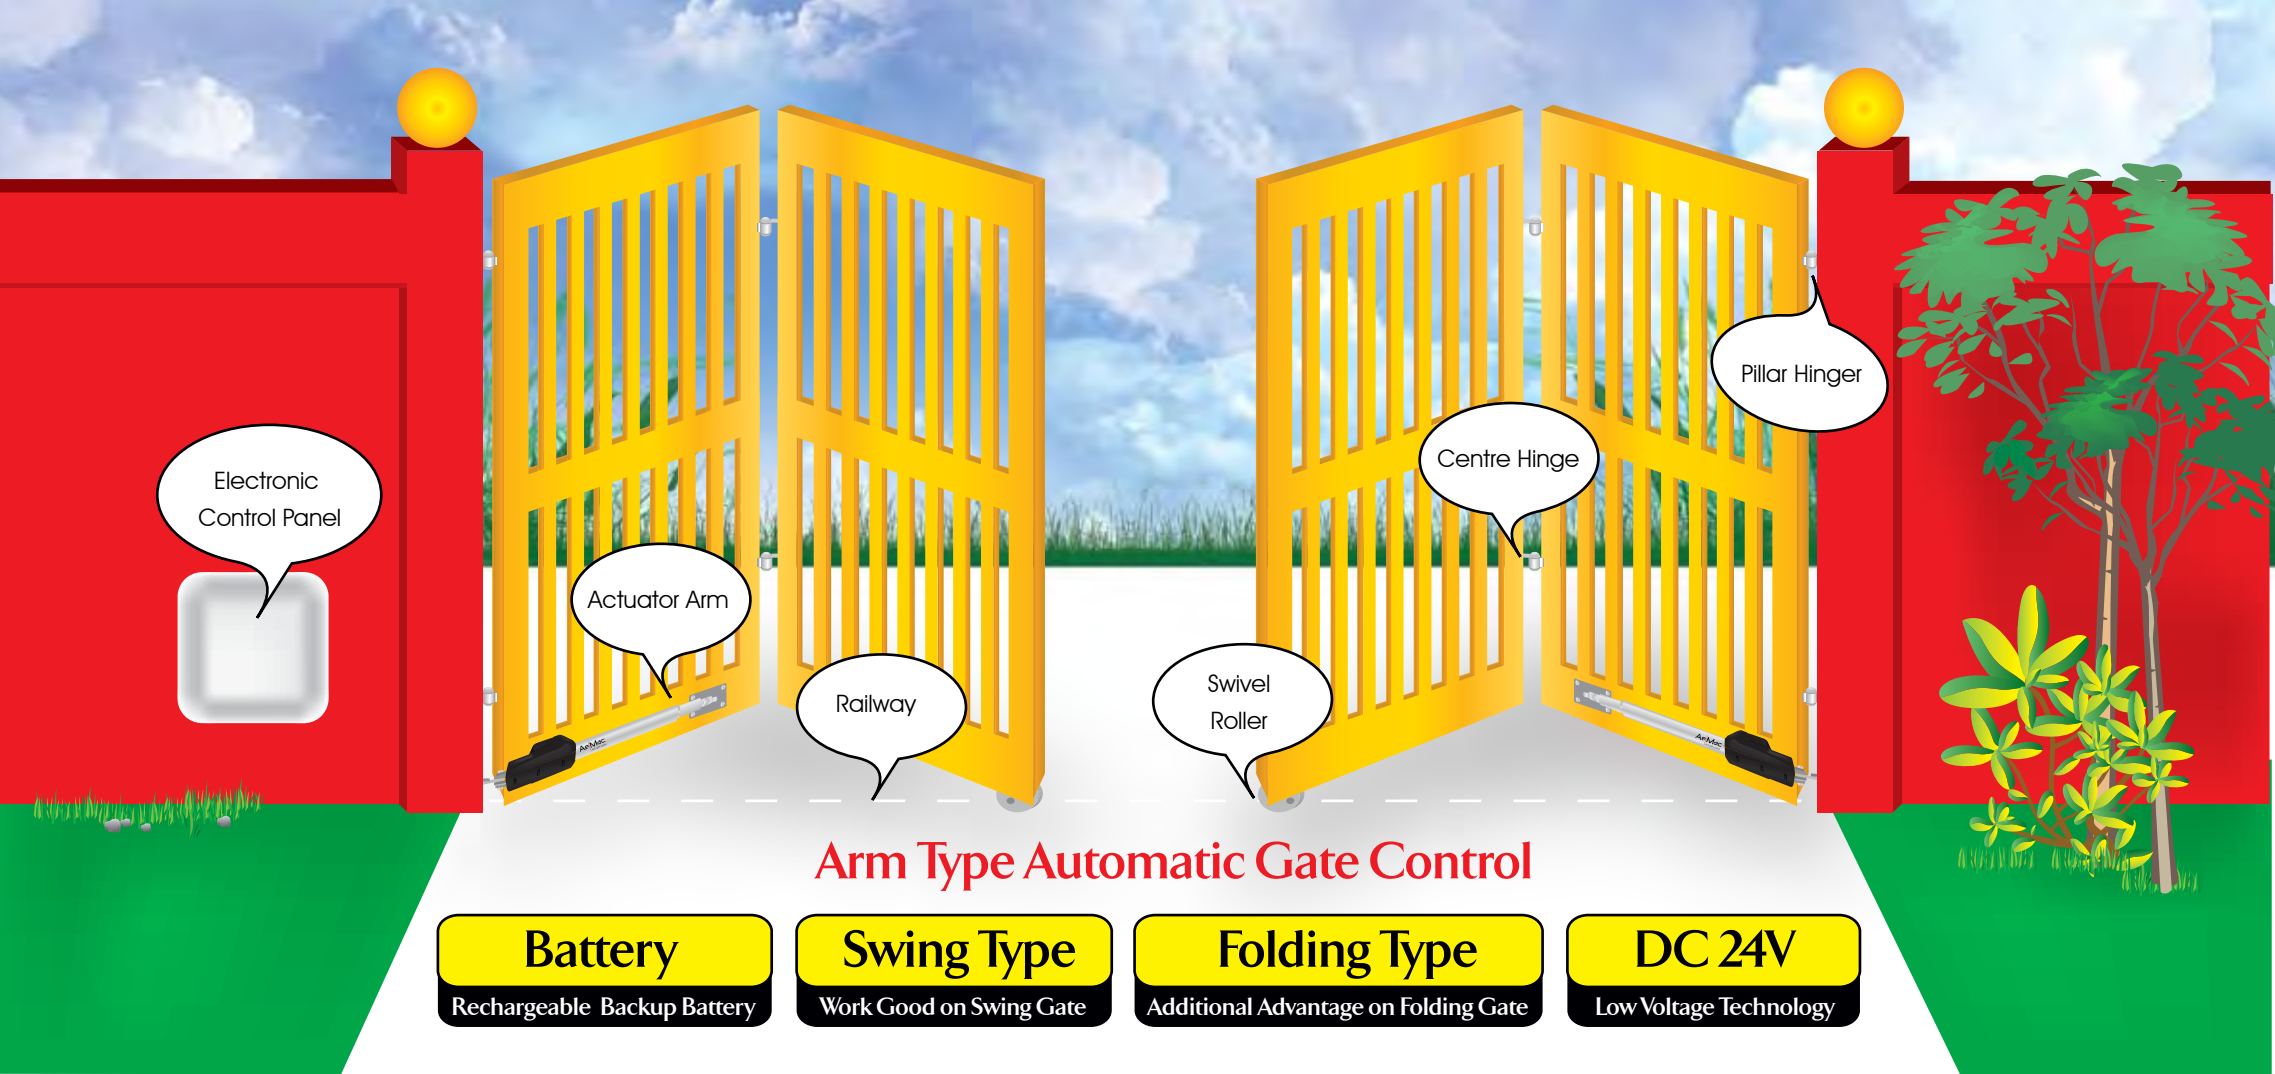 Pillar Hinger
Centre Hinge
Electronic
Control Panel
Actuator Arm
Railway
Swivel
Roller
AeMac
AeMac
Arm Type Automatic Gate Control
Battery
Rechargeable Backup Battery
Swing Type
Work Good on Swing Gate
Folding Type
Additional Advantage on Folding Gate
DC 24V
Low Voltage Technology